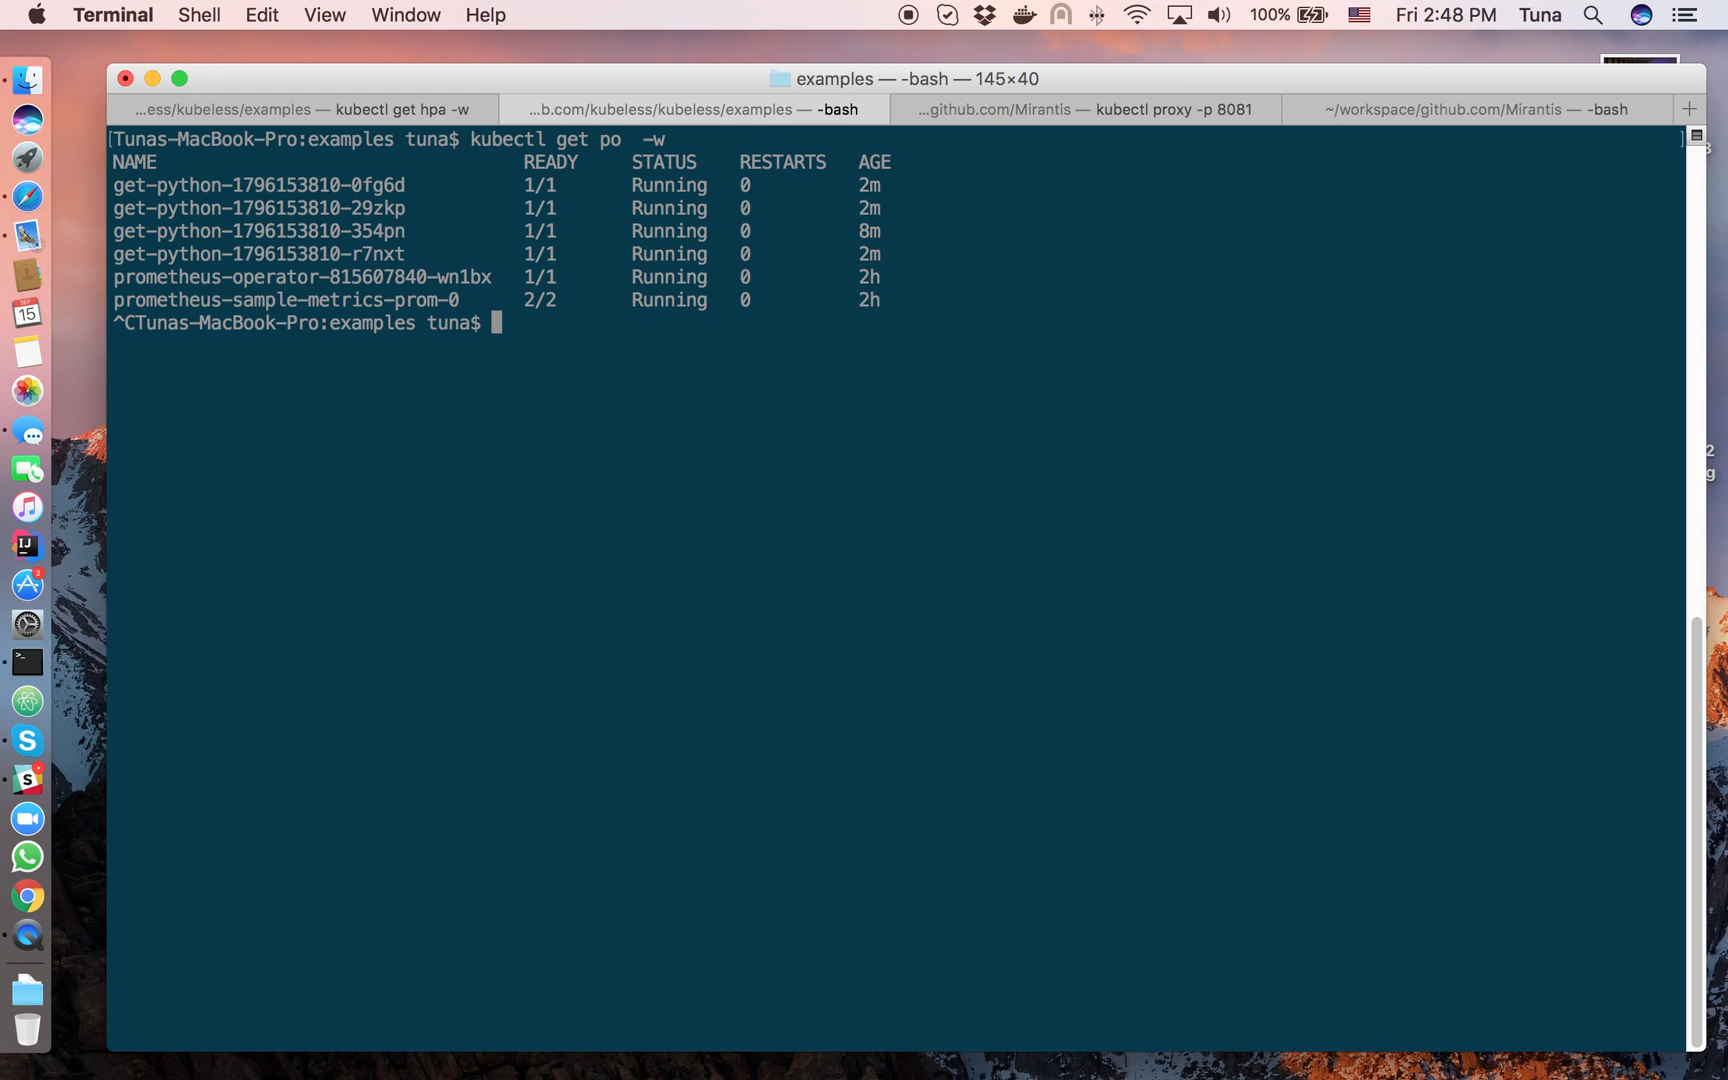 Terminal Shell Edit View Window Help 100% Fri 2:48 PM Tuna
examples — -bash — 145×40
...ess/kubeless/examples — kubectl get hpa -w ...b.com/kubeless/kubeless/examples — -bash ...github.com/Mirantis — kubectl proxy -p 8081 ~/workspace/github.com/Mirantis — -bash
[Tunas-MacBook-Pro:examples tuna$ kubectl get po  -w ]
NAME READY STATUS RESTARTS AGE
get-python-1796153810-0fg6d 1/1 Running 0 2m
get-python-1796153810-29zkp 1/1 Running 0 2m
get-python-1796153810-354pn 1/1 Running 0 8m
get-python-1796153810-r7nxt 1/1 Running 0 2m
prometheus-operator-815607840-wn1bx 1/1 Running 0 2h
prometheus-sample-metrics-prom-0 2/2 Running 0 2h
^CTunas-MacBook-Pro:examples tuna$
SEP
15
IJ
2
S
S
2
g